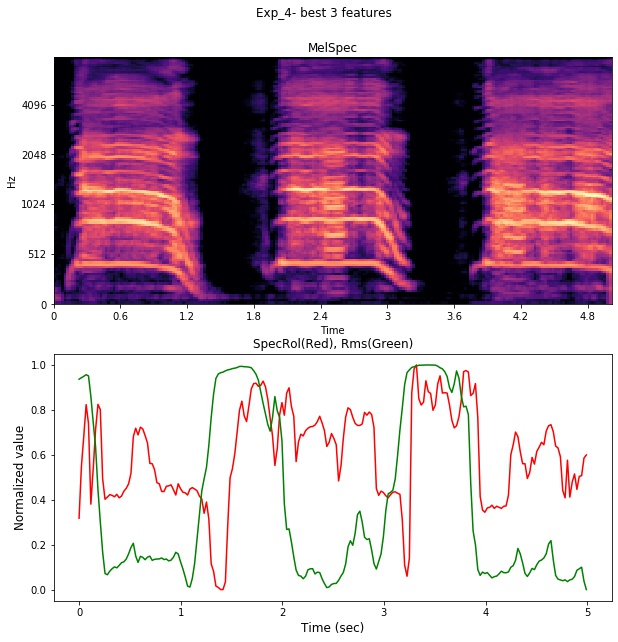 Exp_4- best 3 features
MelSpec
4096
2048
1024
512
0
Hz
0 0.6 1.2 1.8 2.4 3 3.6 4.2 4.8
Time
SpecRol(Red), Rms(Green)
1.0
0.8
0.6
0.4
0.2
0.0
Normalized value
0 1 2 3 4 5
Time (sec)